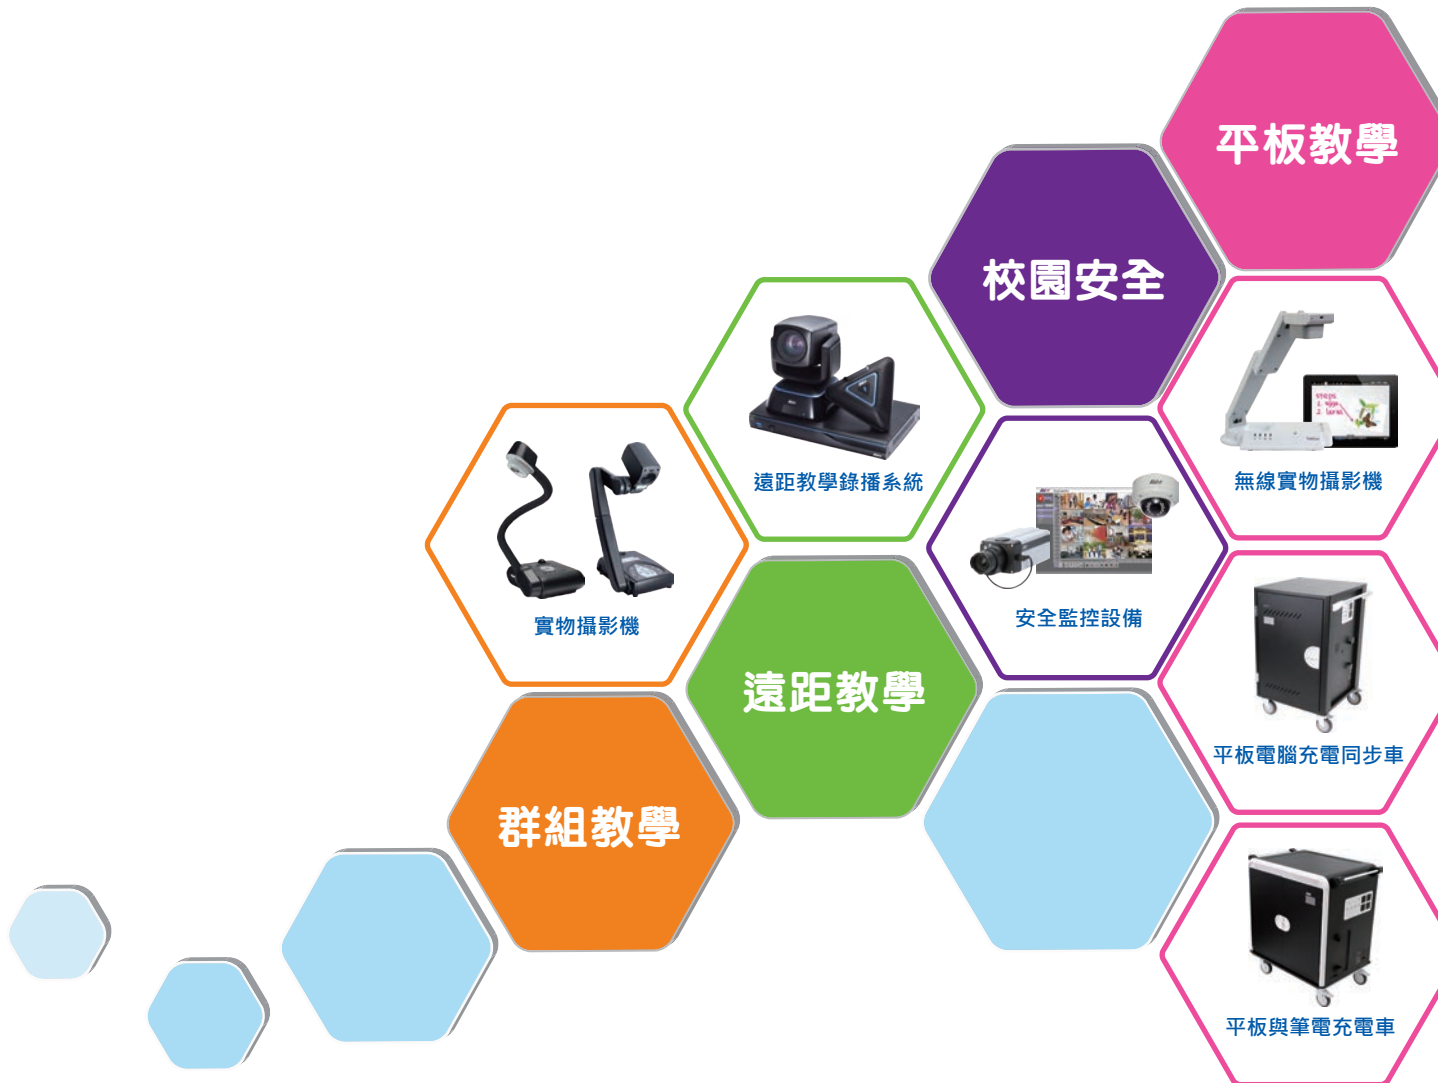 平板教學
校園安全
遠距教學錄播系統
無線實物攝影機
實物攝影機
安全監控設備
遠距教學
平板電腦充電同步車
群組教學
平板與筆電充電車